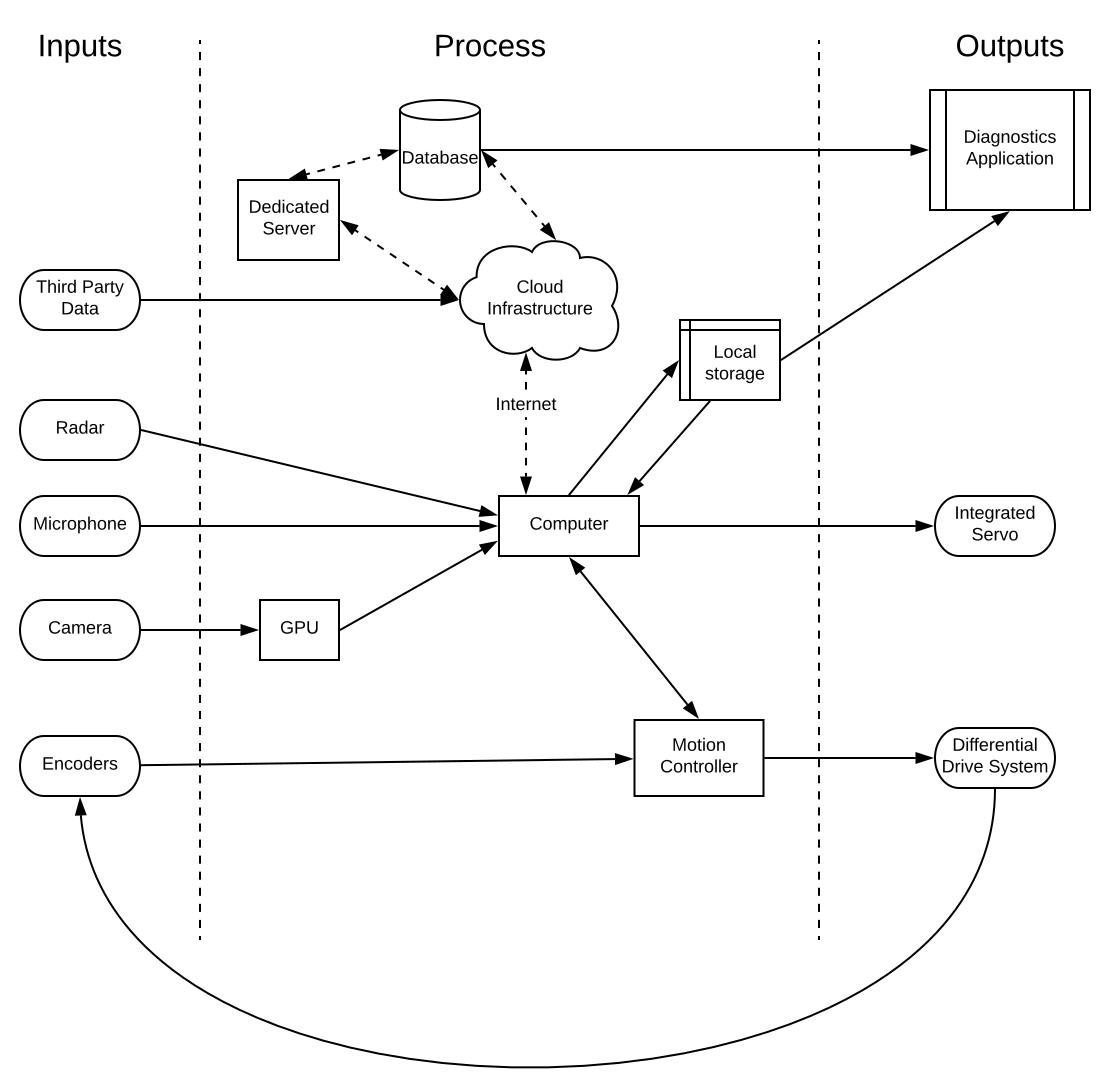 Inputs
Process
Outputs
Database
Diagnostics
Application
Dedicated
Server
Third Party
Data
Cloud
Infrastructure
Local
storage
Internet
Radar
Microphone
Computer
Integrated
Servo
Camera
GPU
Encoders
Motion
Controller
Differential
Drive System